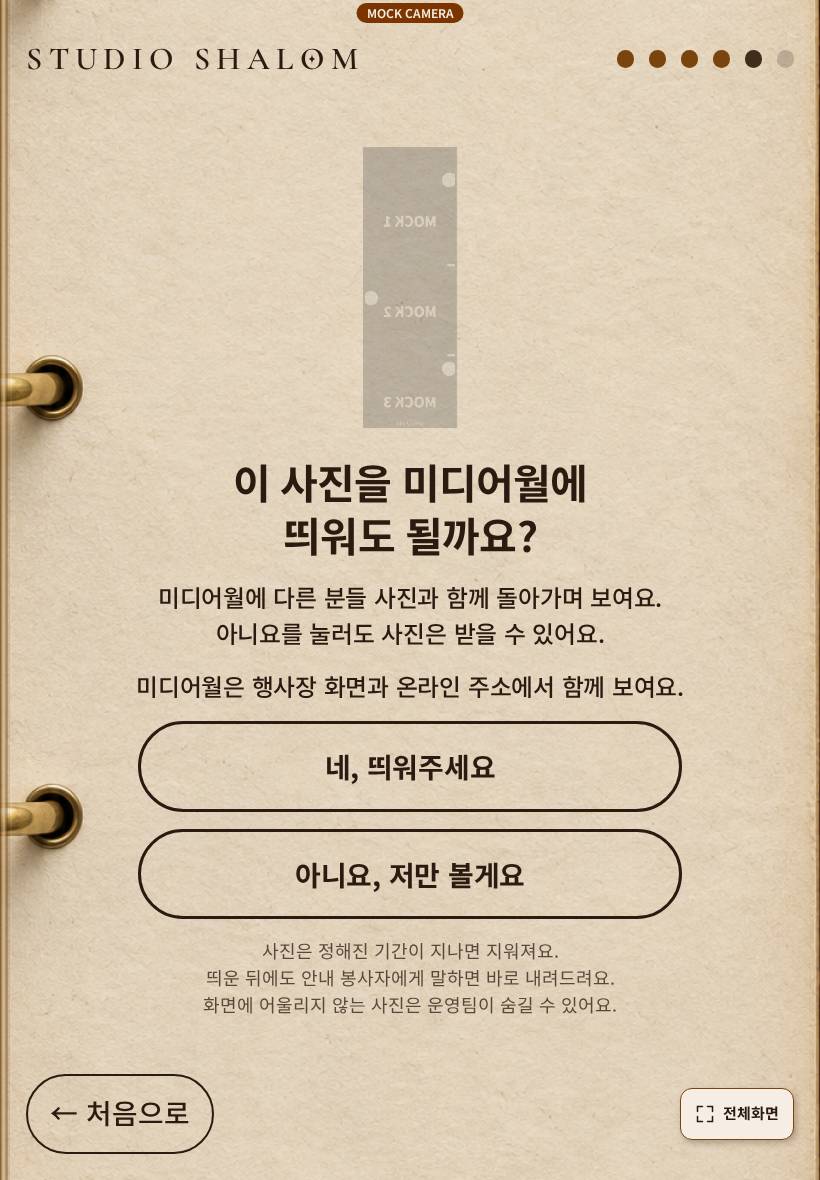 MOCK CAMERA
STUDIO SHALOM
MOCK 1
MOCK 2
MOCK 3
이 사진을 미디어월에
띄워도 될까요?
미디어월에 다른 분들 사진과 함께 돌아가며 보여요.
아니요를 눌러도 사진은 받을 수 있어요.
미디어월은 행사장 화면과 온라인 주소에서 함께 보여요.
네, 띄워주세요
아니요, 저만 볼게요
사진은 정해진 기간이 지나면 지워져요.
띄운 뒤에도 안내 봉사자에게 말하면 바로 내려드려요.
화면에 어울리지 않는 사진은 운영팀이 숨길 수 있어요.
← 처음으로
전체화면